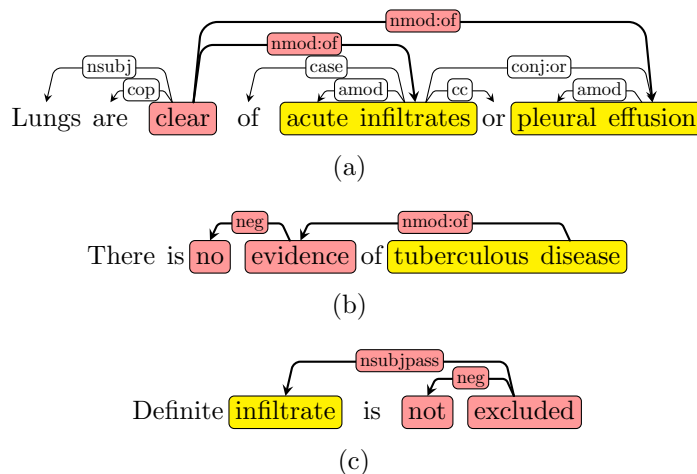 nmod:of
nmod:of
nsubj case conj:or
cop amod cc amod
Lungs are clear of acute infiltrates or pleural effusion
(a)
neg nmod:of
There is no evidence of tuberculous disease
(b)
nsubjpass
neg
Definite infiltrate is not excluded
(c)